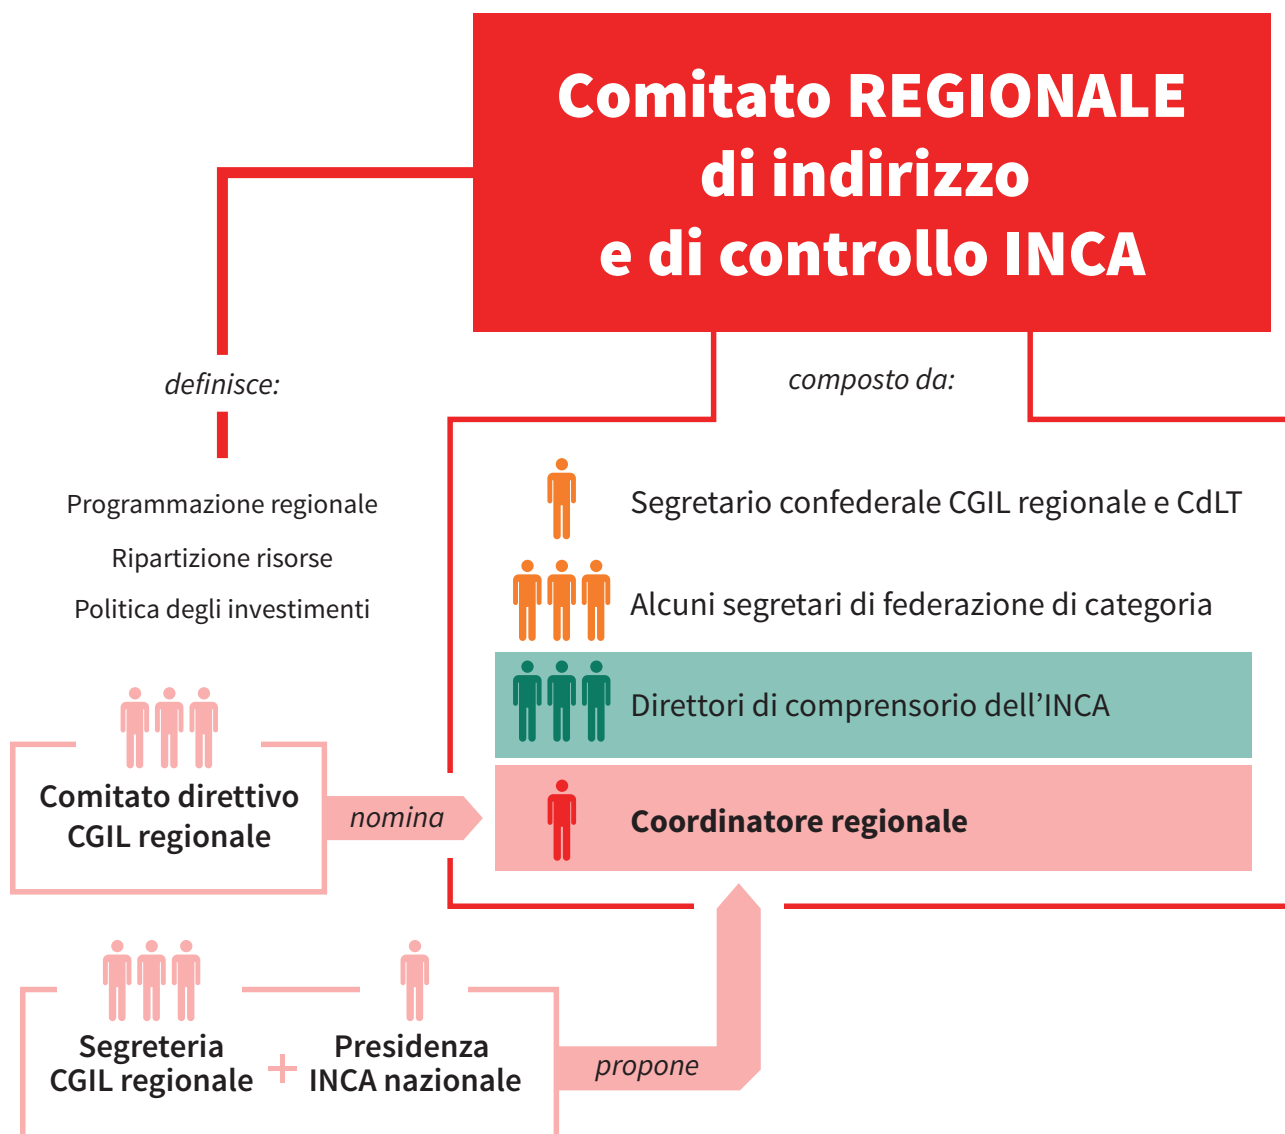 Comitato REGIONALE
di indirizzo
e di controllo INCA
definisce:
Programmazione regionale
Ripartizione risorse
Politica degli investimenti
composto da:
Segretario confederale CGIL regionale e CdLT
Alcuni segretari di federazione di categoria
Direttori di comprensorio dell’INCA
Coordinatore regionale
Comitato direttivo
CGIL regionale
nomina
Segreteria
CGIL regionale
+
Presidenza
INCA nazionale
propone